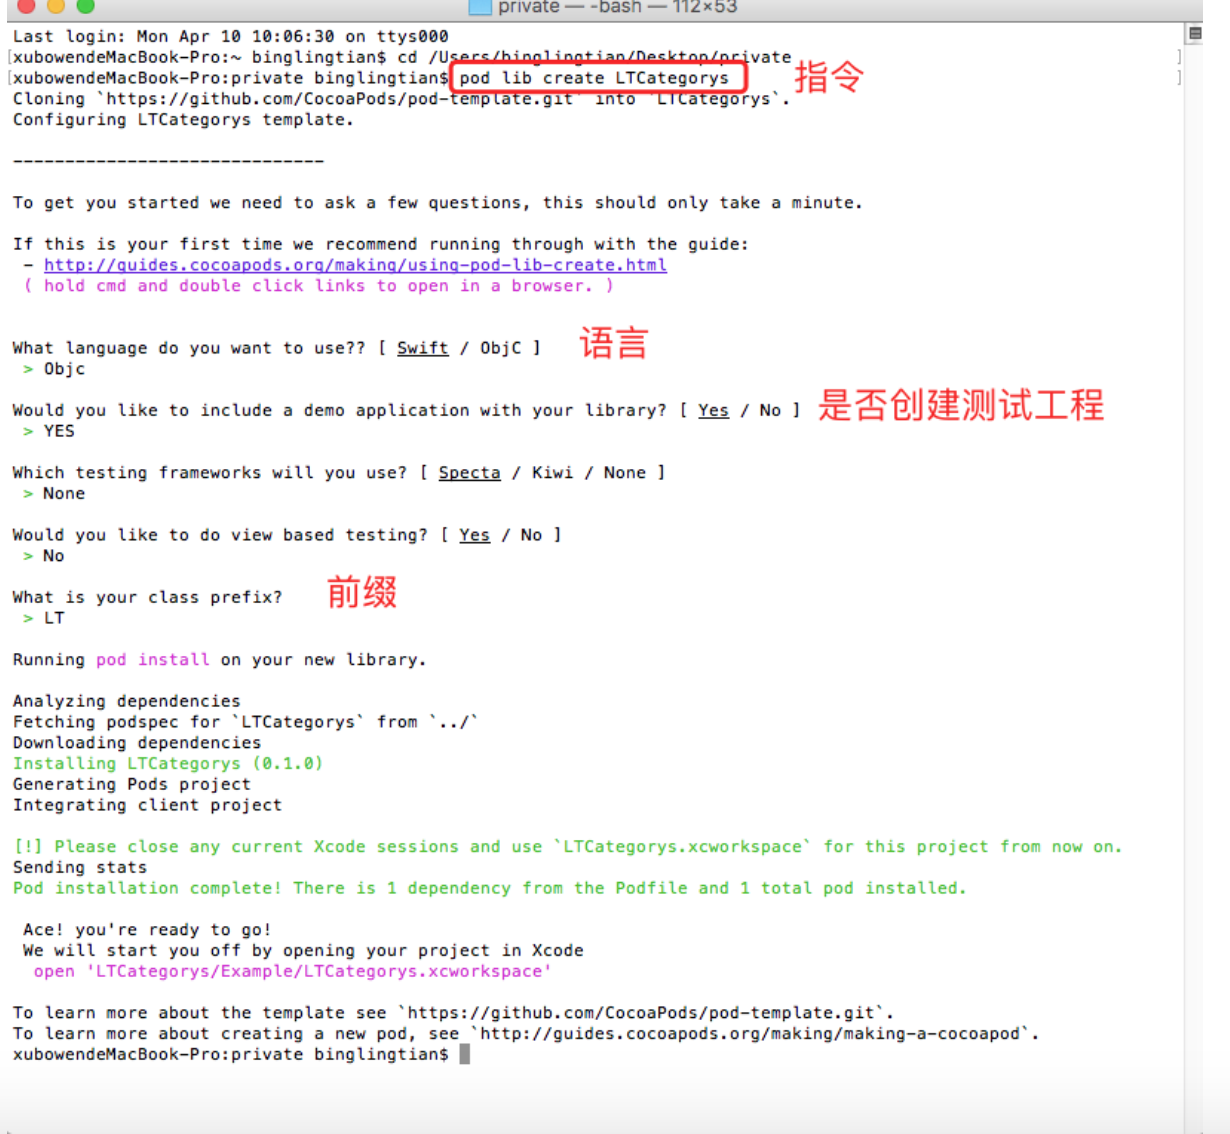 private — -bash — 112×53
Last login: Mon Apr 10 10:06:30 on ttys000
[xubowendeMacBook-Pro:~ binglingtian$ cd /Users/binglingtian/Desktop/private ]
[xubowendeMacBook-Pro:private binglingtian$ pod lib create LTCategorys 指令 ]
Cloning `https://github.com/CocoaPods/pod-template.git` into `LTCategorys`.
Configuring LTCategorys template.
------------------------------
To get you started we need to ask a few questions, this should only take a minute.
If this is your first time we recommend running through with the guide:
- http://guides.cocoapods.org/making/using-pod-lib-create.html
( hold cmd and double click links to open in a browser. )
What language do you want to use?? [ Swift / ObjC ] 语言
> Objc
Would you like to include a demo application with your library? [ Yes / No ] 是否创建测试工程
> YES
Which testing frameworks will you use? [ Specta / Kiwi / None ]
> None
Would you like to do view based testing? [ Yes / No ]
> No
What is your class prefix? 前缀
> LT
Running pod install on your new library.
Analyzing dependencies
Fetching podspec for `LTCategorys` from `../`
Downloading dependencies
Installing LTCategorys (0.1.0)
Generating Pods project
Integrating client project
[!] Please close any current Xcode sessions and use `LTCategorys.xcworkspace` for this project from now on.
Sending stats
Pod installation complete! There is 1 dependency from the Podfile and 1 total pod installed.
Ace! you're ready to go!
We will start you off by opening your project in Xcode
open 'LTCategorys/Example/LTCategorys.xcworkspace'
To learn more about the template see `https://github.com/CocoaPods/pod-template.git`.
To learn more about creating a new pod, see `http://guides.cocoapods.org/making/making-a-cocoapod`.
xubowendeMacBook-Pro:private binglingtian$